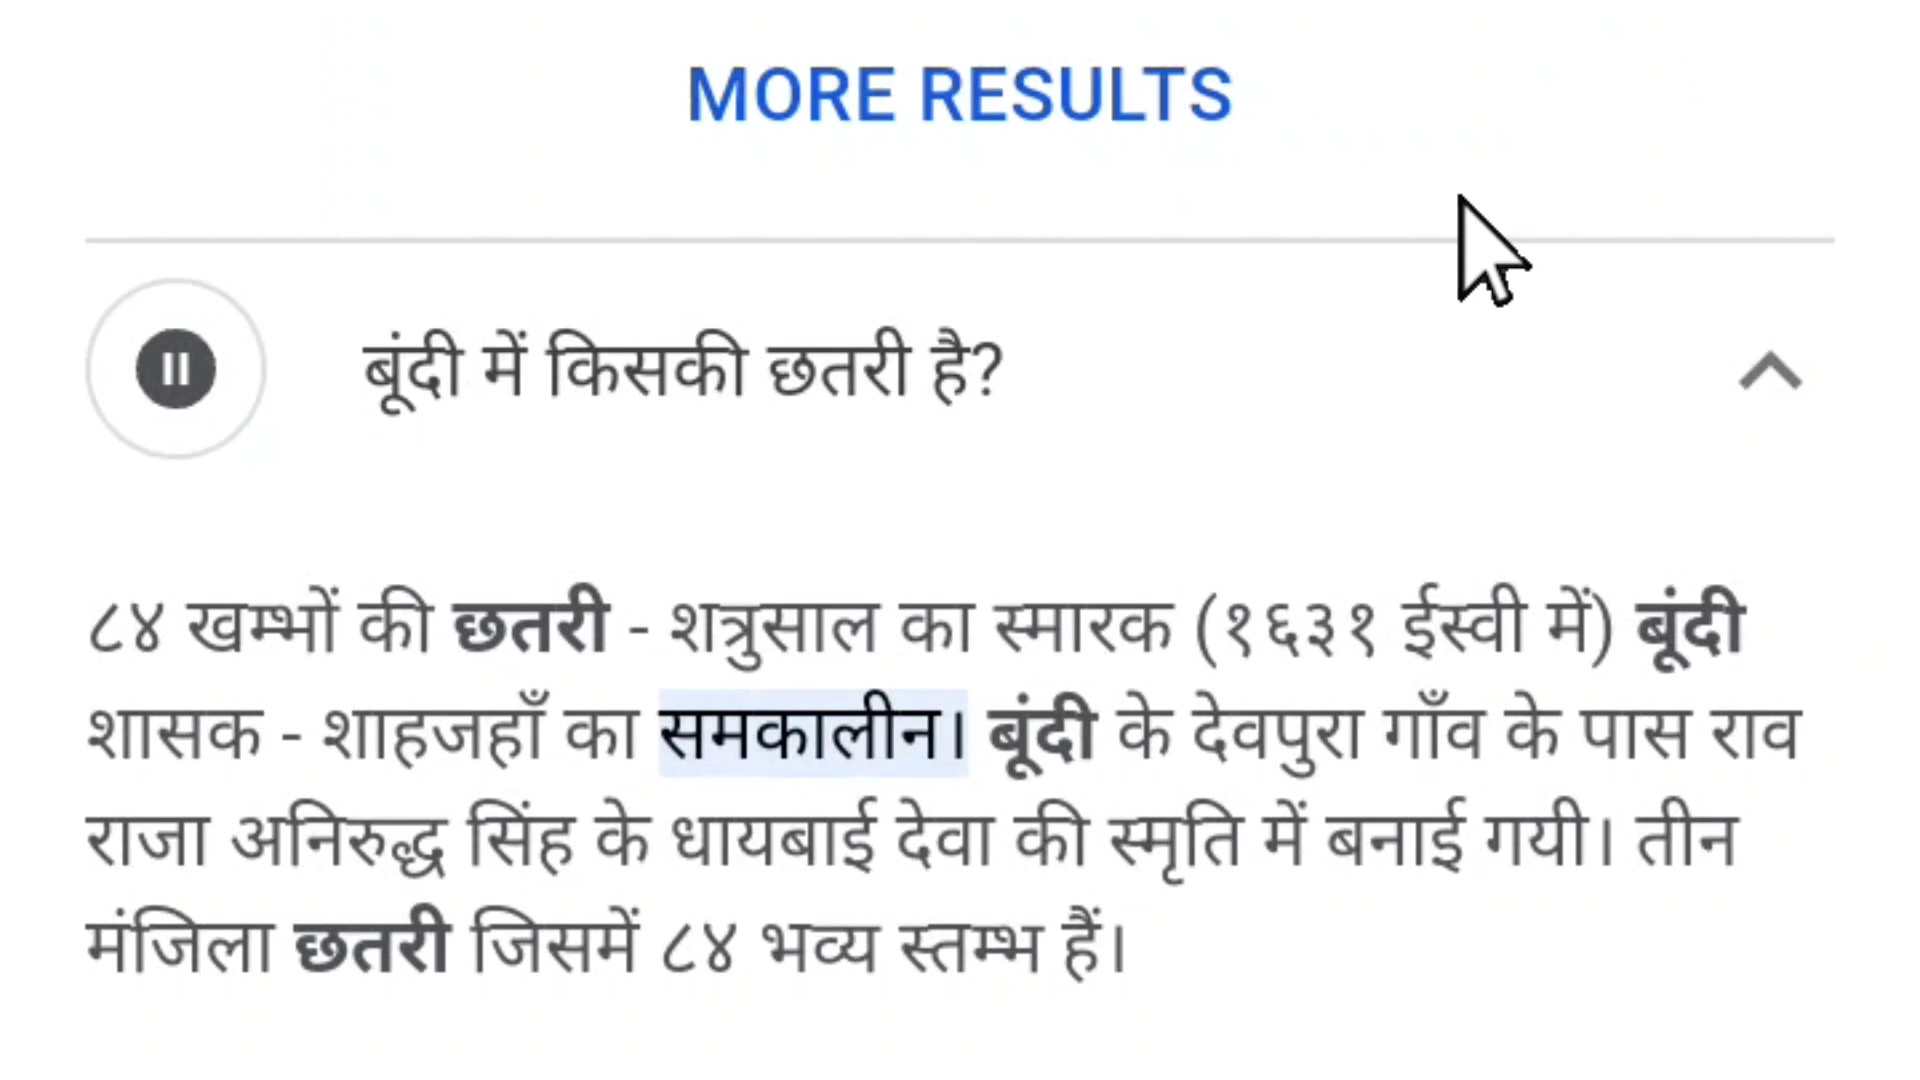 MORE RESULTS
बूंदी में किसकी छतरी है?
८४ खम्भों की छतरी - शत्रुसाल का स्मारक (१६३१ ईस्वी में) बूंदी
शासक - शाहजहाँ का समकालीन। बूंदी के देवपुरा गाँव के पास राव
राजा अनिरुद्ध सिंह के धायबाई देवा की स्मृति में बनाई गयी। तीन
मंजिला छतरी जिसमें ८४ भव्य स्तम्भ हैं।